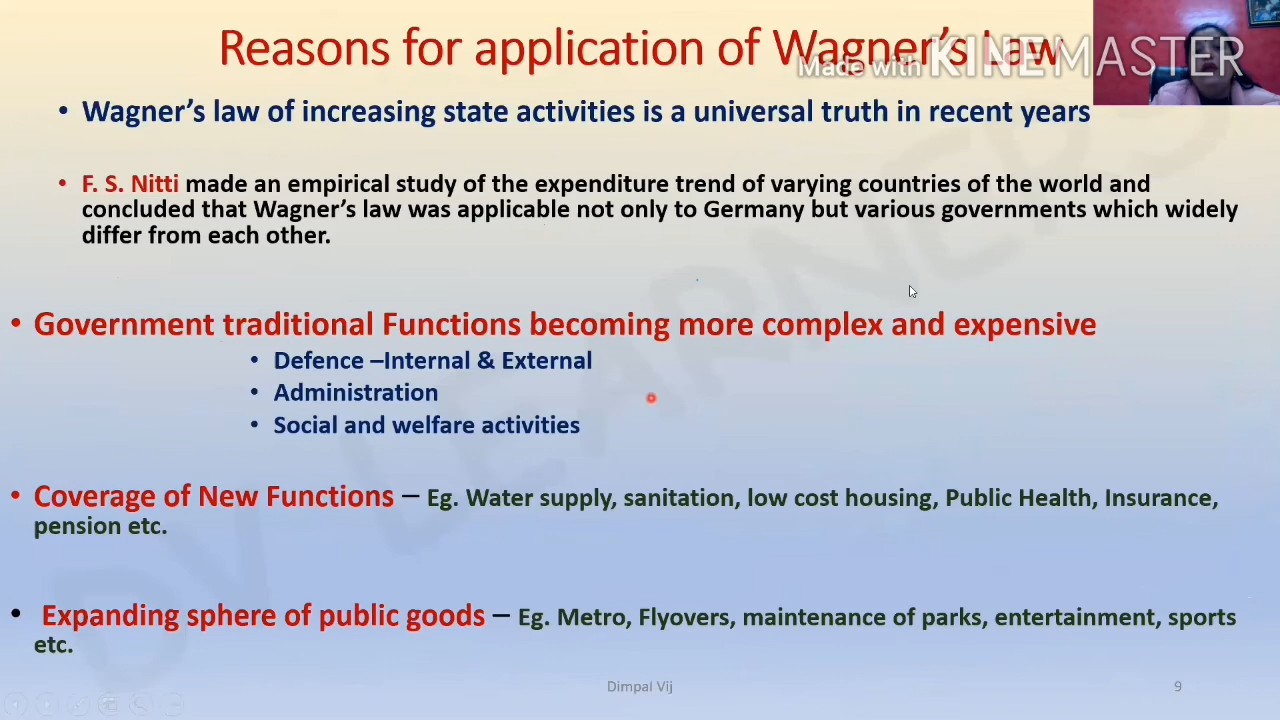 Reasons for application of Wagner's Law
Made with KINEMASTER
• Wagner's law of increasing state activities is a universal truth in recent years
• F. S. Nitti made an empirical study of the expenditure trend of varying countries of the world and
concluded that Wagner's law was applicable not only to Germany but various governments which widely
differ from each other.
• Government traditional Functions becoming more complex and expensive
• Defence –Internal & External
• Administration
• Social and welfare activities
• Coverage of New Functions – Eg. Water supply, sanitation, low cost housing, Public Health, Insurance,
pension etc.
• Expanding sphere of public goods – Eg. Metro, Flyovers, maintenance of parks, entertainment, sports
etc.
DV LEARNERS
Dimpal Vij
9